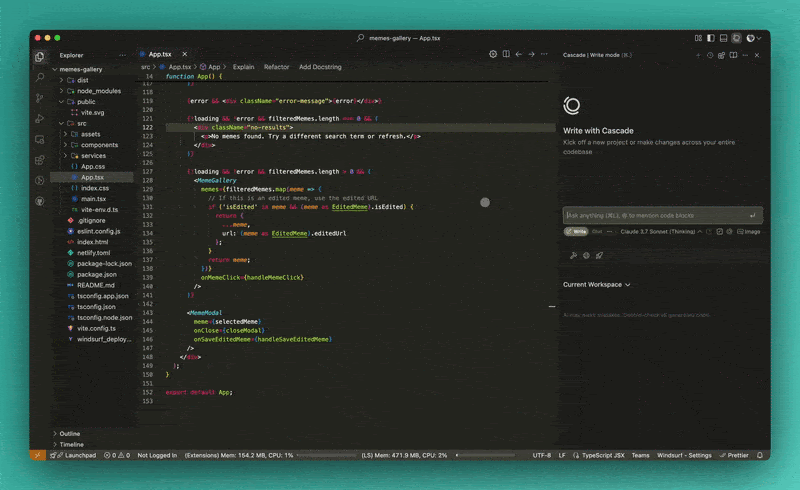 memes-gallery — App.tsx
Explorer
memes-gallery
dist
node_modules
public
vite.svg
src
assets
components
services
App.css
App.tsx
index.css
main.tsx
vite-env.d.ts
.gitignore
eslint.config.js
index.html
netlify.toml
package-lock.json
package.json
README.md
tsconfig.app.json
tsconfig.json
tsconfig.node.json
vite.config.ts
windsurf_deploy...
Outline
Timeline
App.tsx
src > App.tsx > App > Explain Refactor Add Docstring
14 function App() {
117 )}
118
119 {error && <div className="error-message">{error}</div>}
120
121 {!loading && !error && filteredMemes.length === 0 && (
122 <div className="no-results">
123 <p>No memes found. Try a different search term or refresh.</p>
124 </div>
125 )}
126
127 {!loading && !error && filteredMemes.length > 0 && (
128 <MemeGallery
129 memes={filteredMemes.map(meme => {
130 // If this is an edited meme, use the edited URL
131 if ('isEdited' in meme && (meme as EditedMeme).isEdited) {
132 return {
133 ...meme,
134 url: (meme as EditedMeme).editedUrl
135 };
136 }
137 return meme;
138 })}
139 onMemeClick={handleMemeClick}
140 />
141 )}
142
143 <MemeModal
144 meme={selectedMeme}
145 onClose={closeModal}
146 onSaveEditedMeme={handleSaveEditedMeme}
147 />
148 </div>
149 );
150 }
151
152 export default App;
153
Cascade | Write mode (⌘.)
Write with Cascade
Kick off a new project or make changes across your entire
codebase
Ask anything (⌘L), @ to mention code blocks
Write Chat Claude 3.7 Sonnet (Thinking) Image
Current Workspace
Launchpad 0 0 Not Logged In (Extensions) Mem: 154.2 MB, CPU: 1% (LS) Mem: 471.9 MB, CPU: 2% UTF-8 LF TypeScript JSX Teams Windsurf - Settings Prettier